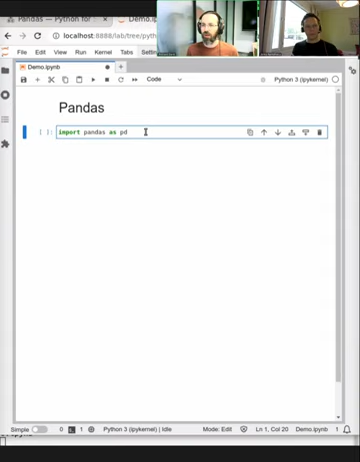 Pandas — Python for
Demo.i
localhost:8888/lab/tree/pyth
File Edit View Run Kernel Tabs Setti
Demo.ipynb
Code
Python 3 (ipykernel)
Pandas
[ ]: import pandas as pd
Simple 0 1 Python 3 (ipykernel) | Idle Mode: Edit Ln 1, Col 20 Demo.ipynb 1